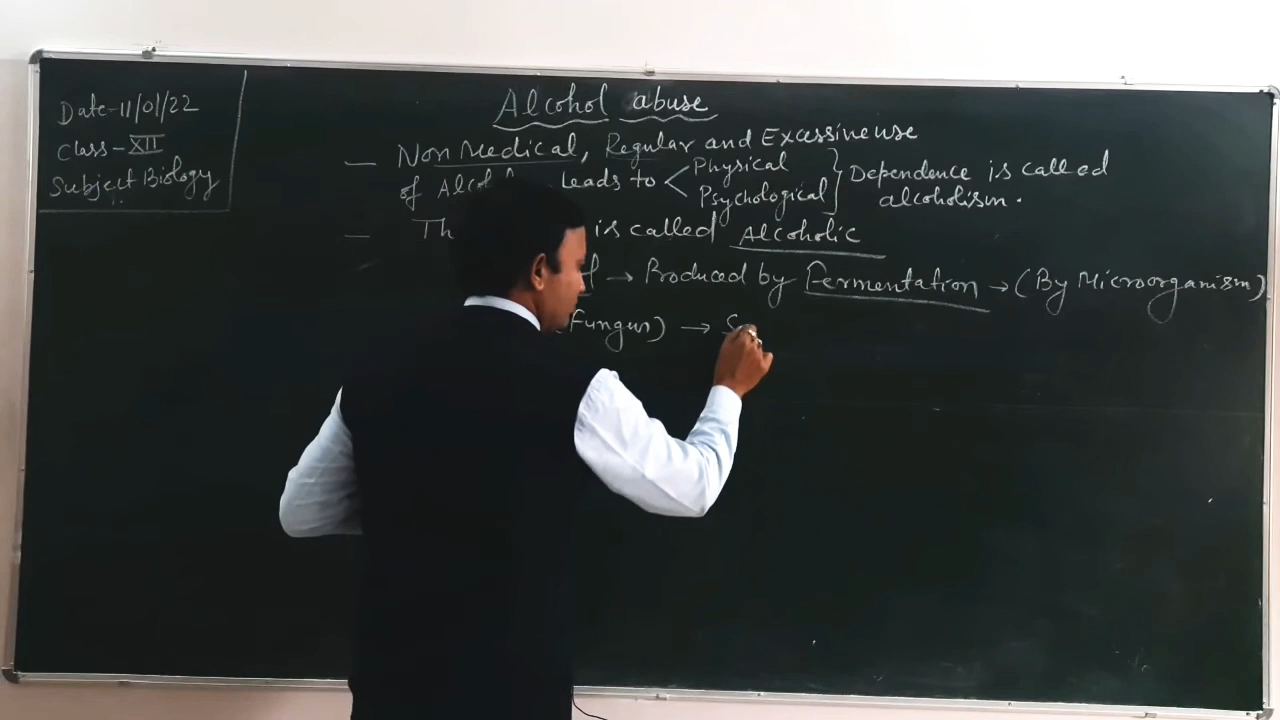 Date-11/01/22
Class-XII
Subject Biology
Alcohol abuse
— Non Medical, Regular and Excessive use
of Alcohol Leads to < Physical Psychological } Dependence is called alcoholism.
— is called Alcoholic
→ Produced by Fermentation → (By Microorganism)
(Fungus) → S